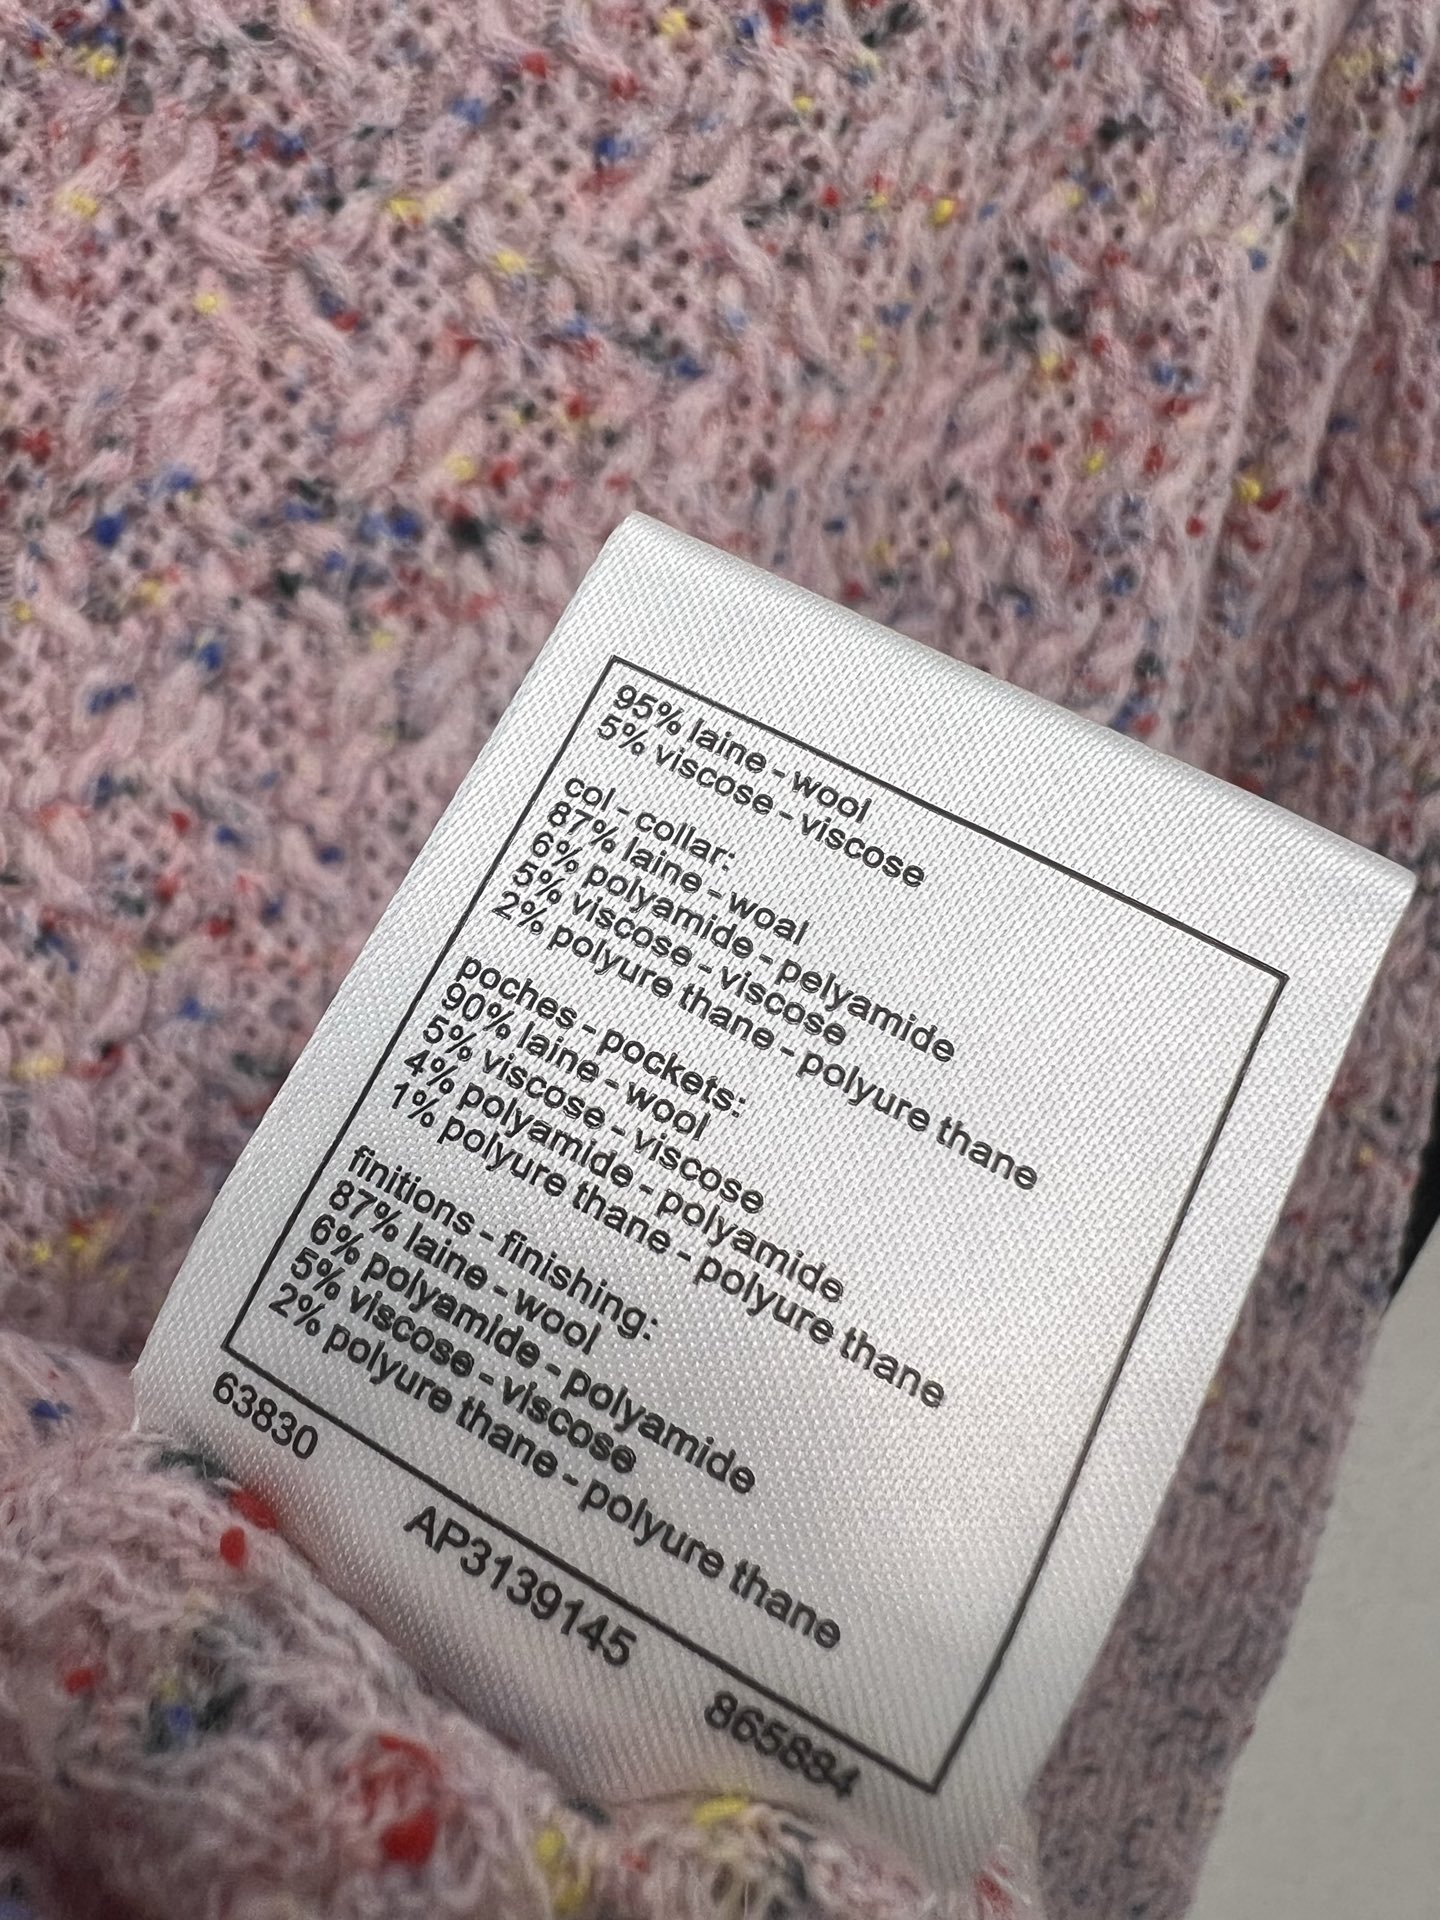 95% laine - wool
5% viscose - viscose
col - collar:
87% laine - woal
6% polyamide - pelyamide
5% viscose - viscose
2% polyure thane - polyure thane
poches - pockets:
90% laine - wool
5% viscose - viscose
4% polyamide - polyamide
1% polyure thane - polyure thane
finitions - finishing:
87% laine - wool
6% polyamide - polyamide
5% viscose - viscose
2% polyure thane - polyure thane
63830 AP3139145 865884